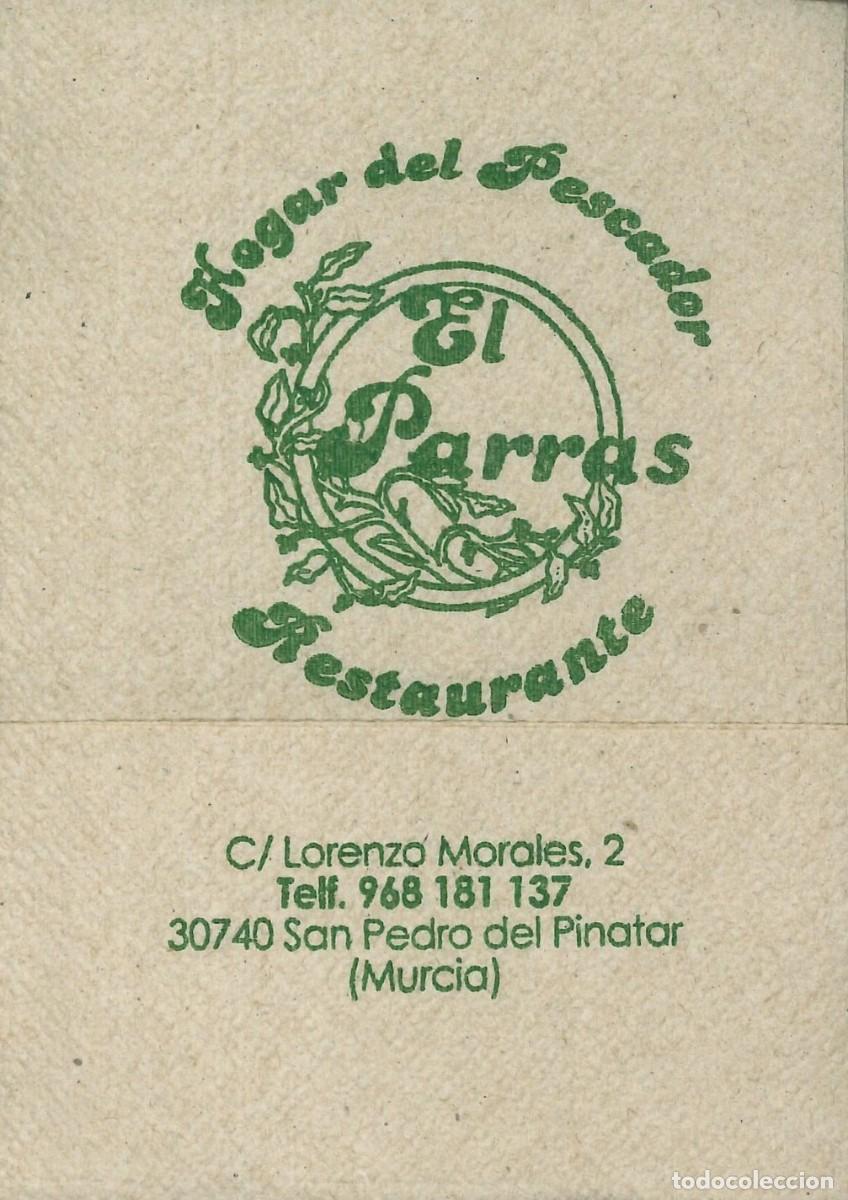 Hogar del Pescador
El
Parras
Restaurante
C/ Lorenzo Morales, 2
Telf. 968 181 137
30740 San Pedro del Pinatar
(Murcia)
todocoleccion